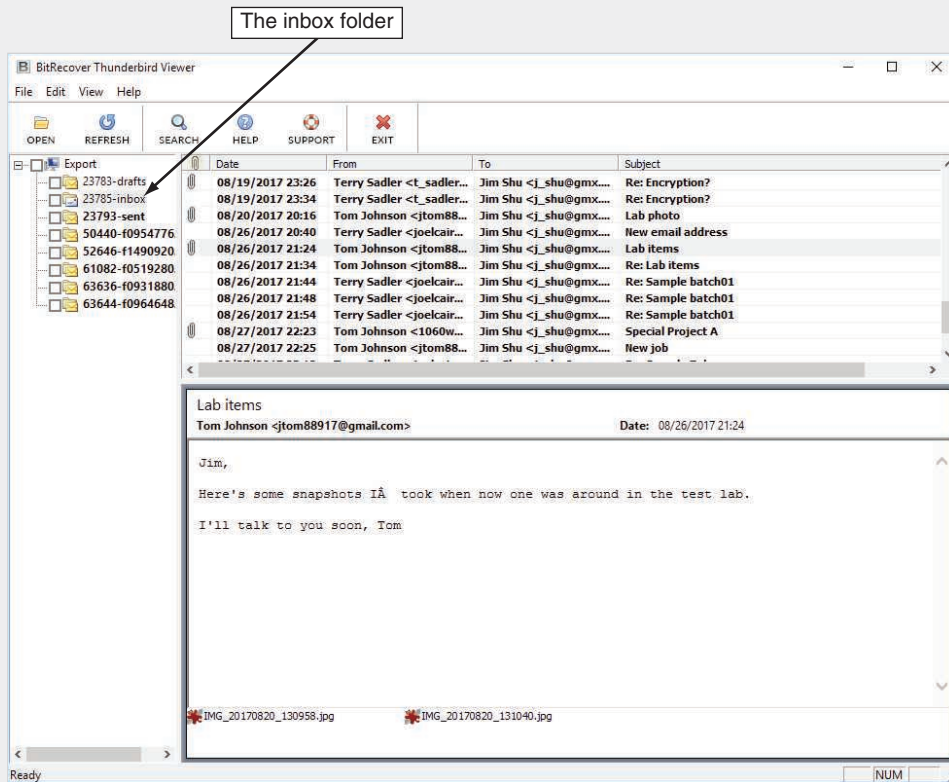 The inbox folder
BitRecover Thunderbird Viewer
File Edit View Help
OPEN REFRESH SEARCH HELP SUPPORT EXIT
Export
23783-drafts
23785-inbox
23793-sent
50440-f0954776
52646-f1490920
61082-f0519280
63636-f0931880
63644-f0964648
Date From To Subject
08/19/2017 23:26 Terry Sadler <t_sadler... Jim Shu <j_shu@gmx.... Re: Encryption?
08/19/2017 23:34 Terry Sadler <t_sadler... Jim Shu <j_shu@gmx.... Re: Encryption?
08/20/2017 20:16 Tom Johnson <jtom88... Jim Shu <j_shu@gmx.... Lab photo
08/26/2017 20:40 Terry Sadler <joelcair... Jim Shu <j_shu@gmx.... New email address
08/26/2017 21:24 Tom Johnson <jtom88... Jim Shu <j_shu@gmx.... Lab items
08/26/2017 21:34 Tom Johnson <jtom88... Jim Shu <j_shu@gmx.... Re: Lab items
08/26/2017 21:44 Terry Sadler <joelcair... Jim Shu <j_shu@gmx.... Re: Sample batch01
08/26/2017 21:48 Terry Sadler <joelcair... Jim Shu <j_shu@gmx.... Re: Sample batch01
08/26/2017 21:54 Terry Sadler <joelcair... Jim Shu <j_shu@gmx.... Re: Sample batch01
08/27/2017 22:23 Tom Johnson <1060w... Jim Shu <j_shu@gmx.... Special Project A
08/27/2017 22:25 Tom Johnson <jtom88... Jim Shu <j_shu@gmx.... New job
Lab items
Tom Johnson <jtom88917@gmail.com> Date: 08/26/2017 21:24
Jim,
Here's some snapshots IÂ took when now one was around in the test lab.
I'll talk to you soon, Tom
IMG_20170820_130958.jpg IMG_20170820_131040.jpg
Ready NUM